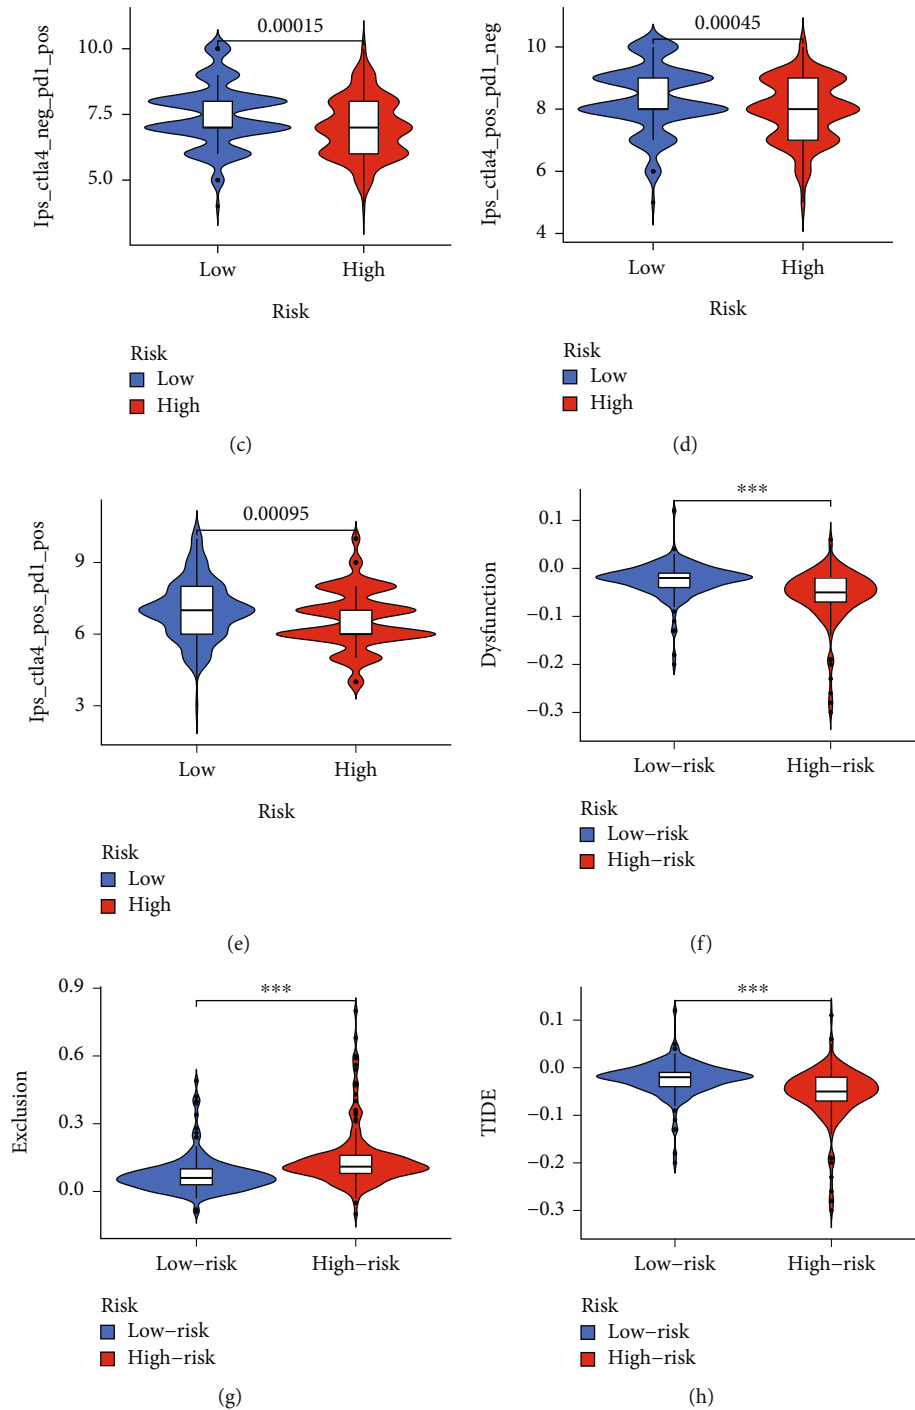 0.00015
10.0
7.5
5.0
Ips_ctla4_neg_pd1_pos
Low High
Risk
Risk
Low
High
(c)
0.00045
10
8
6
4
Ips_ctla4_pos_pd1_neg
Low High
Risk
Risk
Low
High
(d)
0.00095
9
6
3
Ips_ctla4_pos_pd1_pos
Low High
Risk
Risk
Low
High
(e)
***
0.1
0.0
−0.1
−0.2
−0.3
Dysfunction
Low−risk High−risk
Risk
Low−risk
High−risk
(f)
***
0.9
0.6
0.3
0.0
Exclusion
Low−risk High−risk
Risk
Low−risk
High−risk
(g)
***
0.1
0.0
−0.1
−0.2
−0.3
TIDE
Low−risk High−risk
Risk
Low−risk
High−risk
(h)